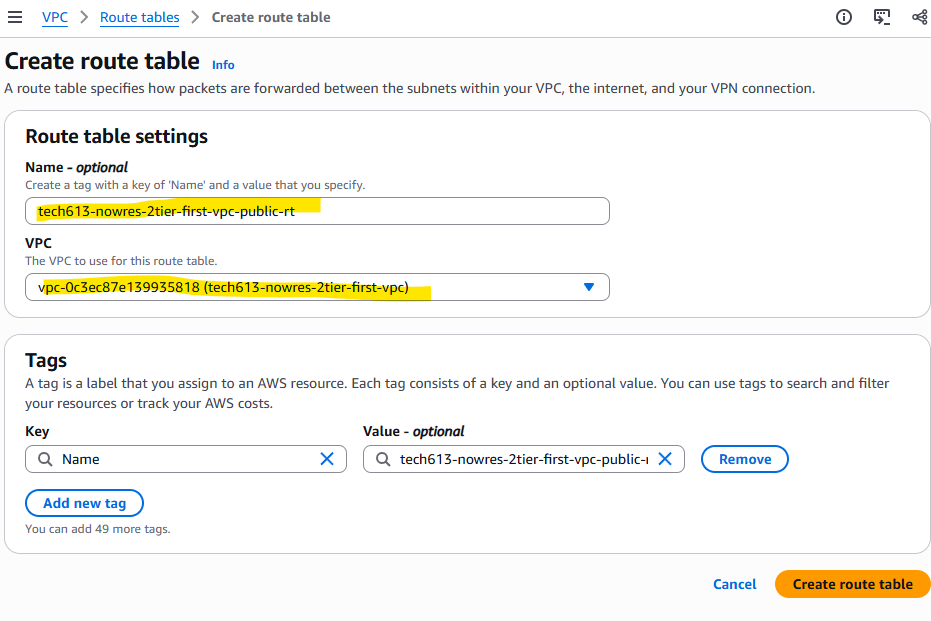 VPC > Route tables > Create route table
Create route table Info
A route table specifies how packets are forwarded between the subnets within your VPC, the internet, and your VPN connection.
Route table settings
Name - optional
Create a tag with a key of 'Name' and a value that you specify.
tech613-nowres-2tier-first-vpc-public-rt
VPC
The VPC to use for this route table.
vpc-0c3ec87e139935818 (tech613-nowres-2tier-first-vpc)
Tags
A tag is a label that you assign to an AWS resource. Each tag consists of a key and an optional value. You can use tags to search and filter
your resources or track your AWS costs.
Key Value - optional
Name tech613-nowres-2tier-first-vpc-public-r Remove
Add new tag
You can add 49 more tags.
Cancel Create route table